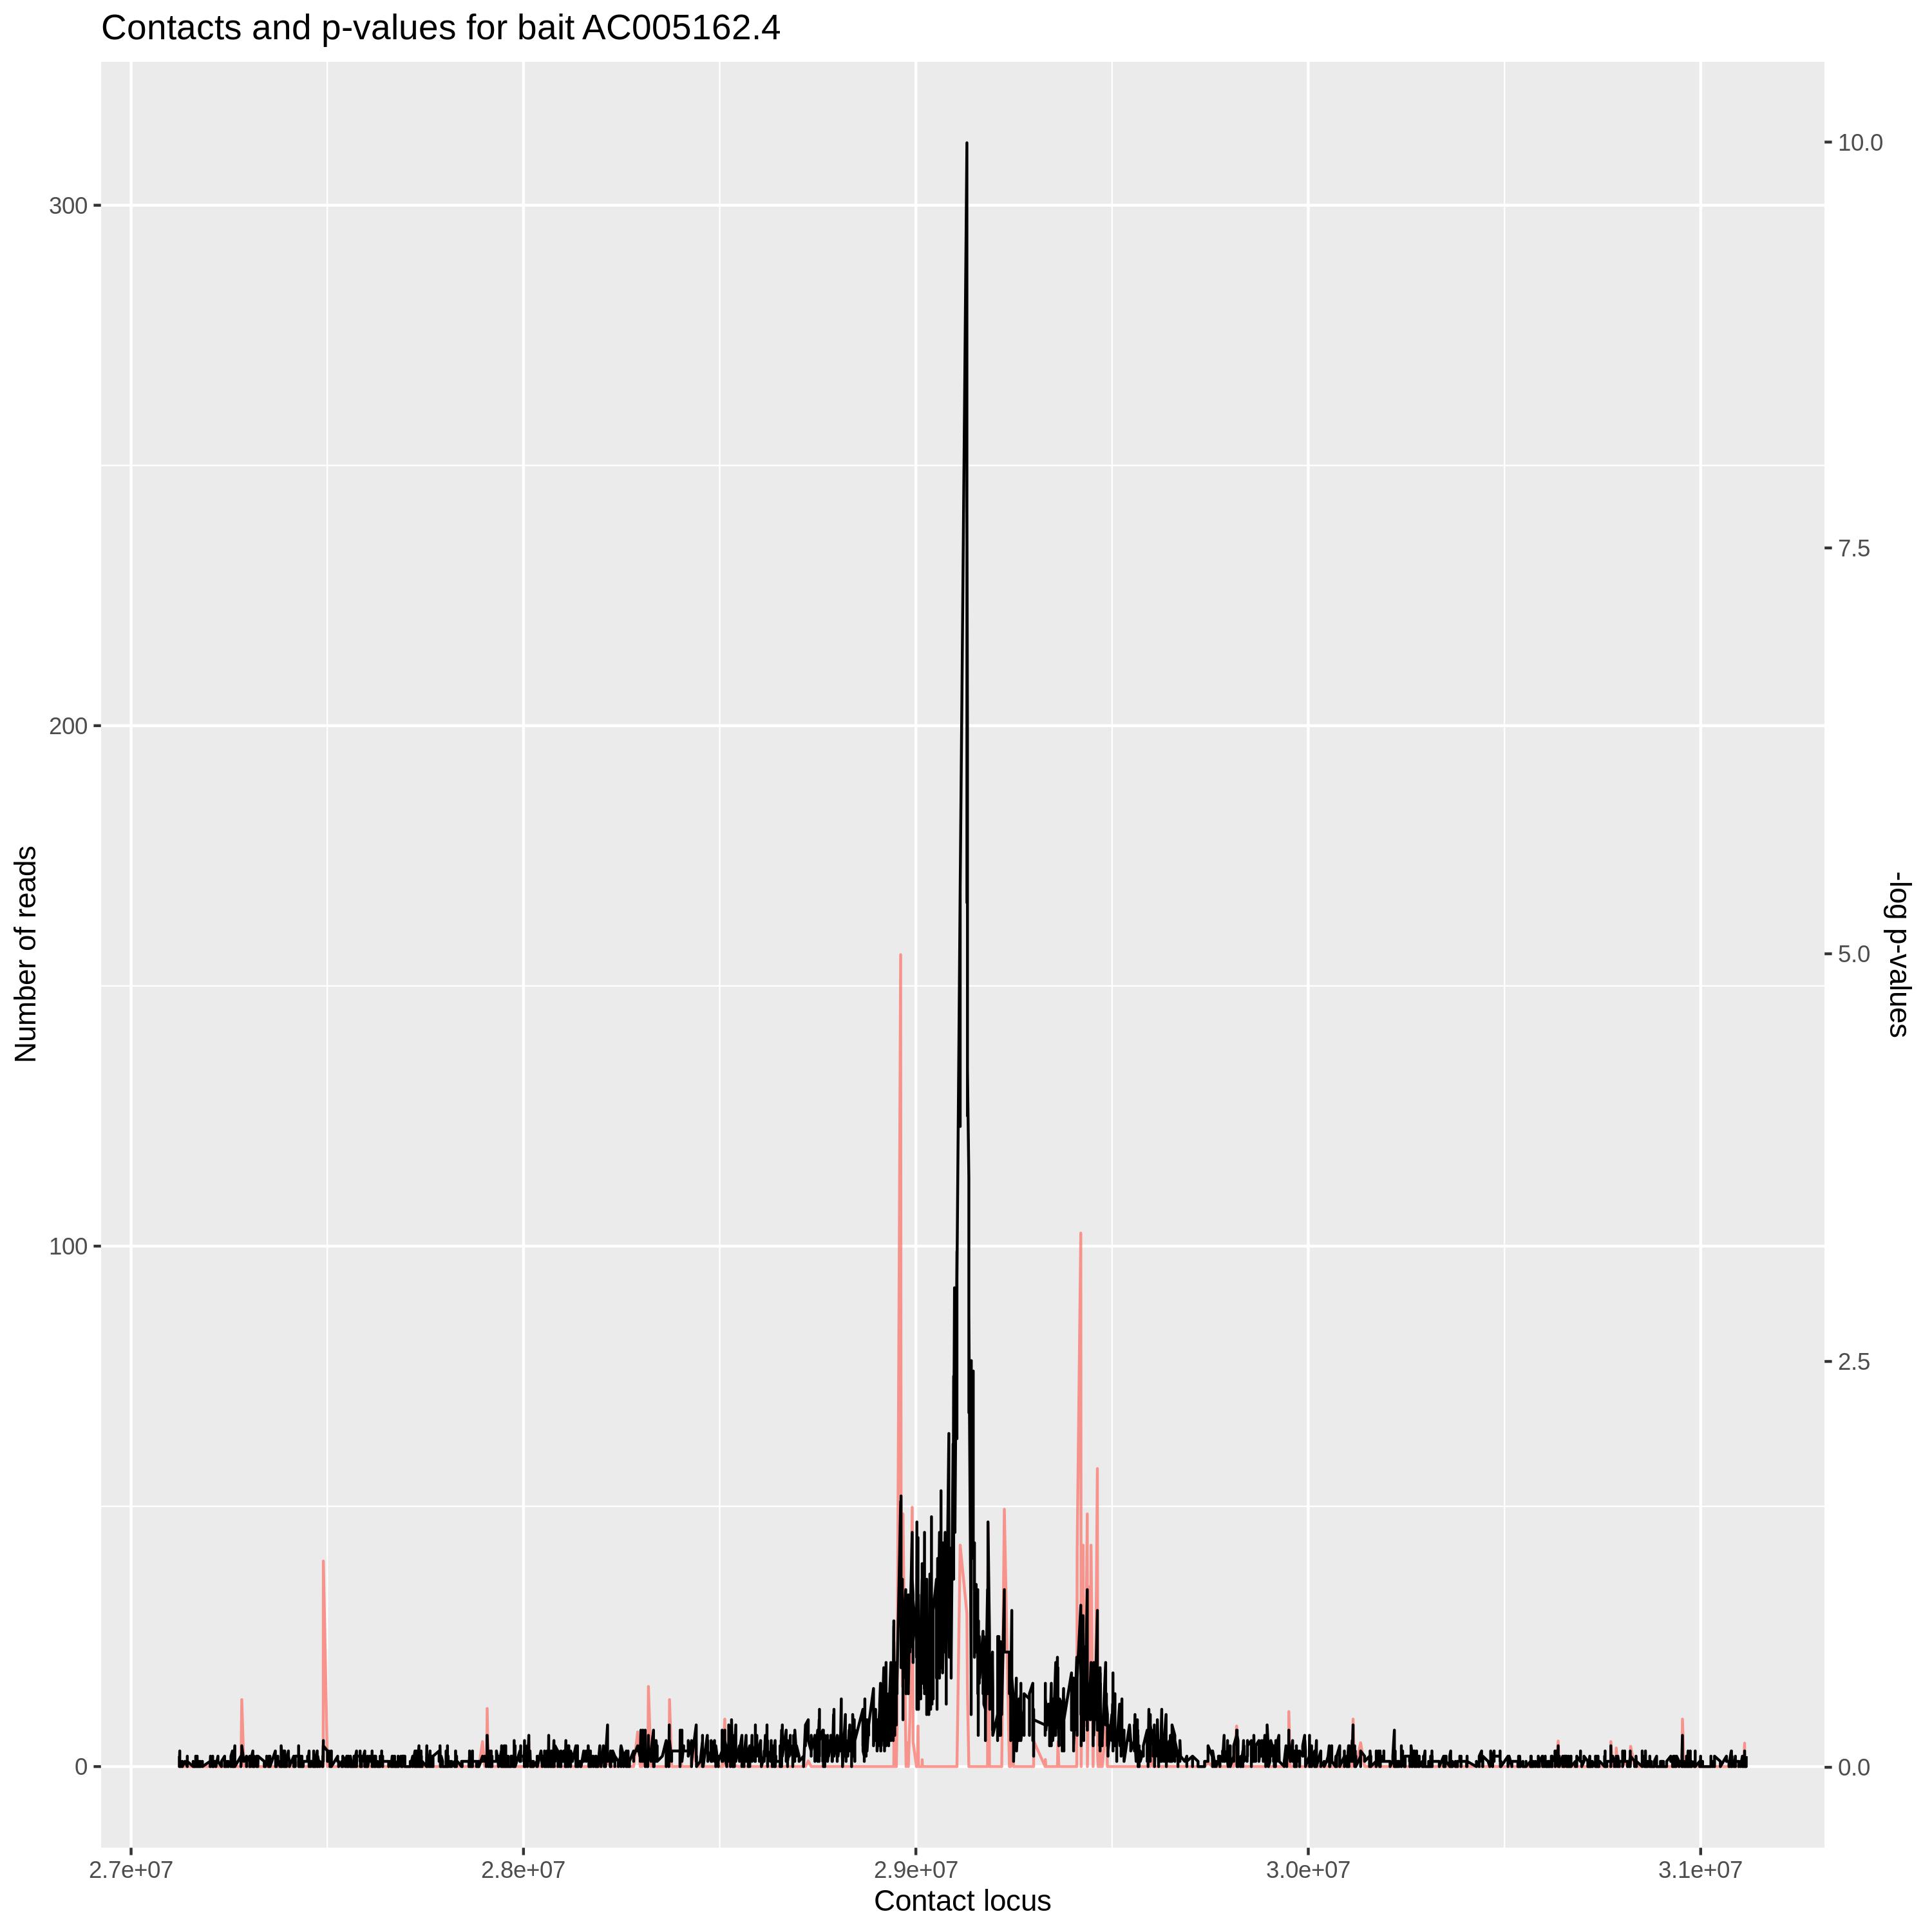 Contacts and p-values for bait AC005162.4
300
200
100
0
Number of reads
10.0
7.5
5.0
2.5
0.0
-log p-values
2.7e+07
2.8e+07
2.9e+07
3.0e+07
3.1e+07
Contact locus